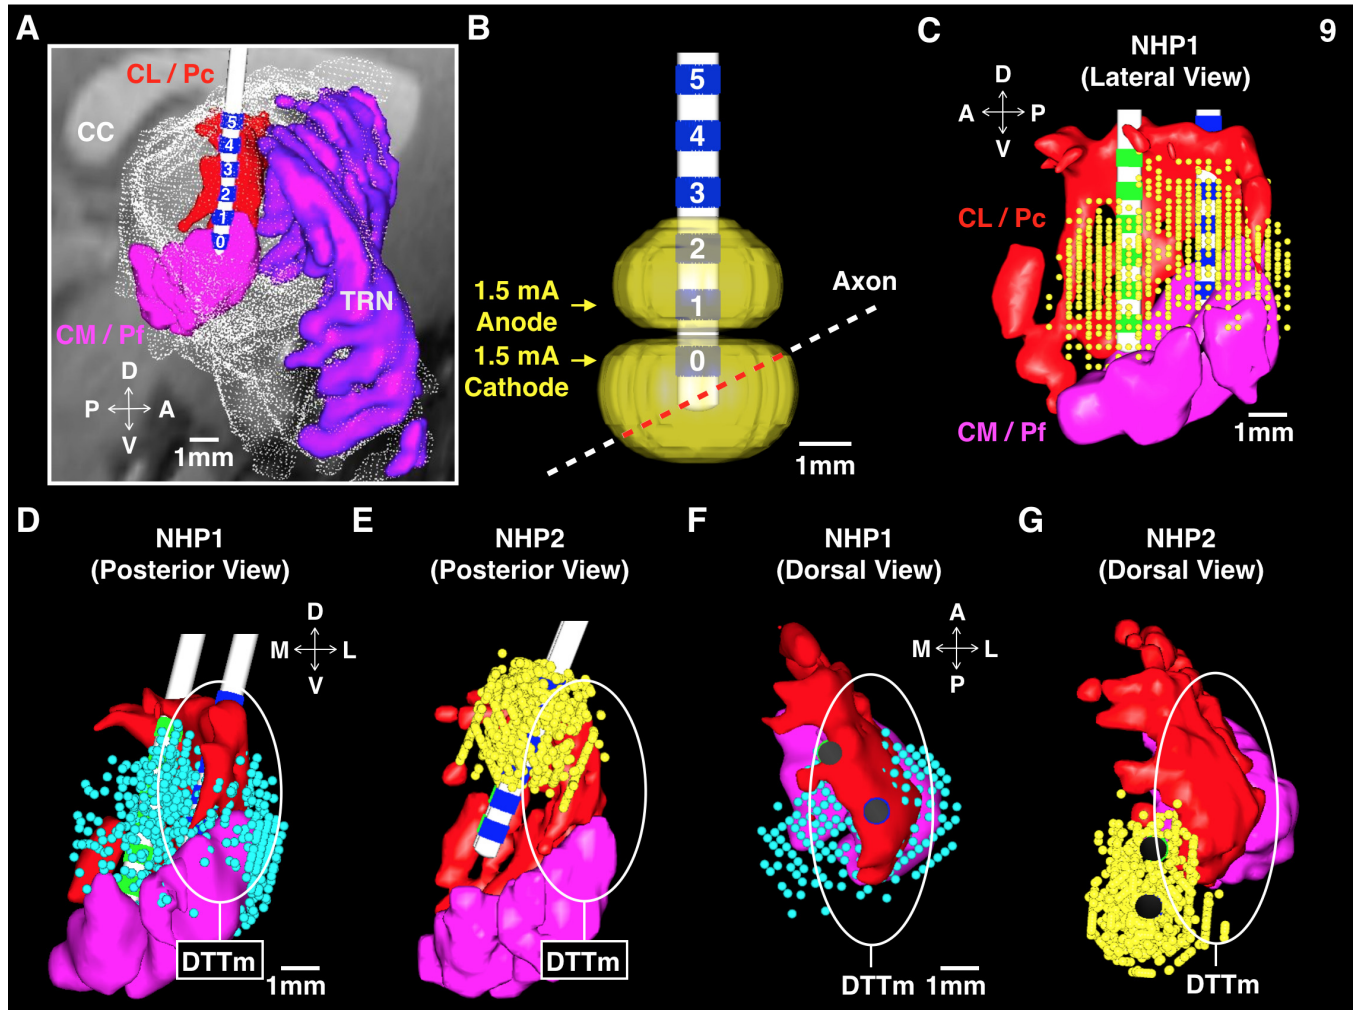 A
CL / Pc
CC
5
4
3
2
1
0
TRN
CM / Pf
D
P A
V
1mm
B
5
4
3
2
1
0
1.5 mA
Anode
1.5 mA
Cathode
Axon
1mm
C
9
NHP1
(Lateral View)
D
A P
V
CL / Pc
CM / Pf
1mm
D
NHP1
(Posterior View)
D
M L
V
DTTm
1mm
E
NHP2
(Posterior View)
DTTm
F
NHP1
(Dorsal View)
A
M L
P
DTTm 1mm
G
NHP2
(Dorsal View)
DTTm